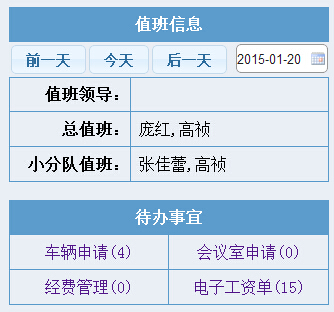 值班信息
前一天 今天 后一天 2015-01-20
值班领导：
总值班： 庞红,高祯
小分队值班： 张佳蕾,高祯
待办事宜
车辆申请(4) 会议室申请(0)
经费管理(0) 电子工资单(15)